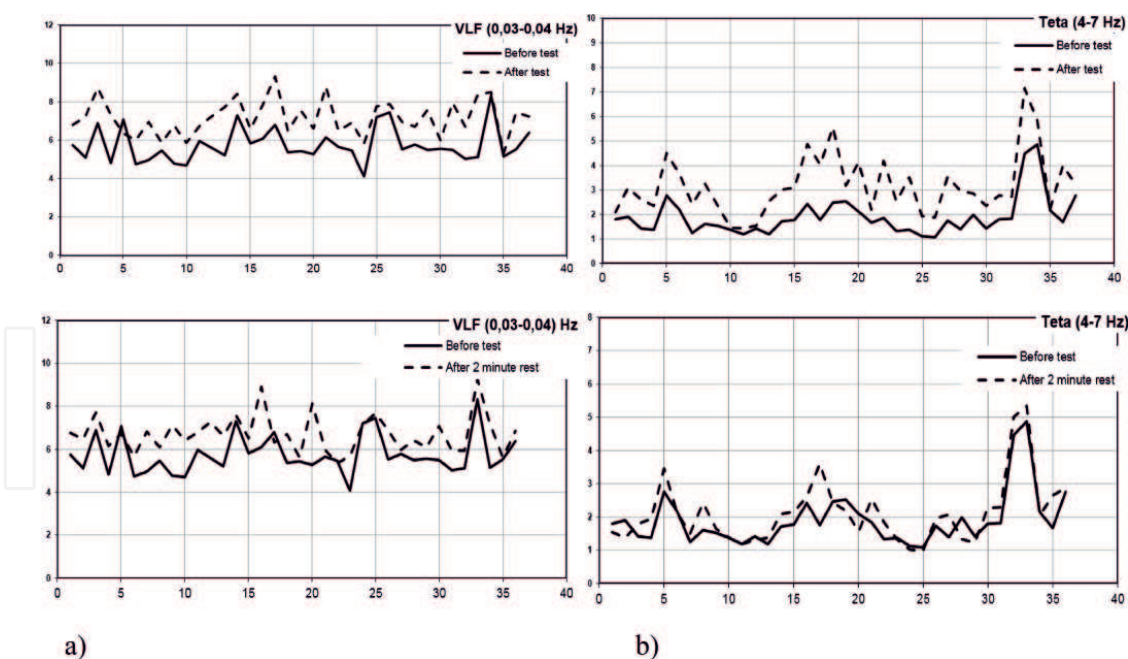 VLF (0,03-0,04 Hz)
Before test
After test
12
10
8
6
4
2
0
0 5 10 15 20 25 30 35 40
Teta (4-7 Hz)
Before test
After test
10
9
8
7
6
5
4
3
2
1
0
0 5 10 15 20 25 30 35 40
VLF (0,03-0,04) Hz
Before test
After 2 minute rest
12
10
8
6
4
2
0
0 5 10 15 20 25 30 35 40
Teta (4-7 Hz)
Before test
After 2 minute rest
8
7
6
5
4
3
2
1
0
0 5 10 15 20 25 30 35 40
a) b)